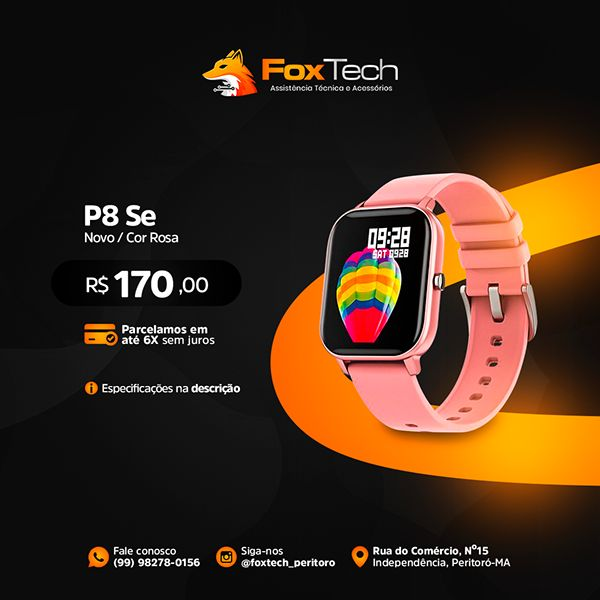 FoxTech
Assistência Técnica e Acessórios
P8 Se
Novo / Cor Rosa
R$ 170,00
Parcelamos em
até 6X sem juros
Especificações na descrição
09:28
SAT 0928
Fale conosco
(99) 98278-0156
Siga-nos
@foxtech_peritoro
Rua do Comércio, Nº15
Independência, Peritoró-MA